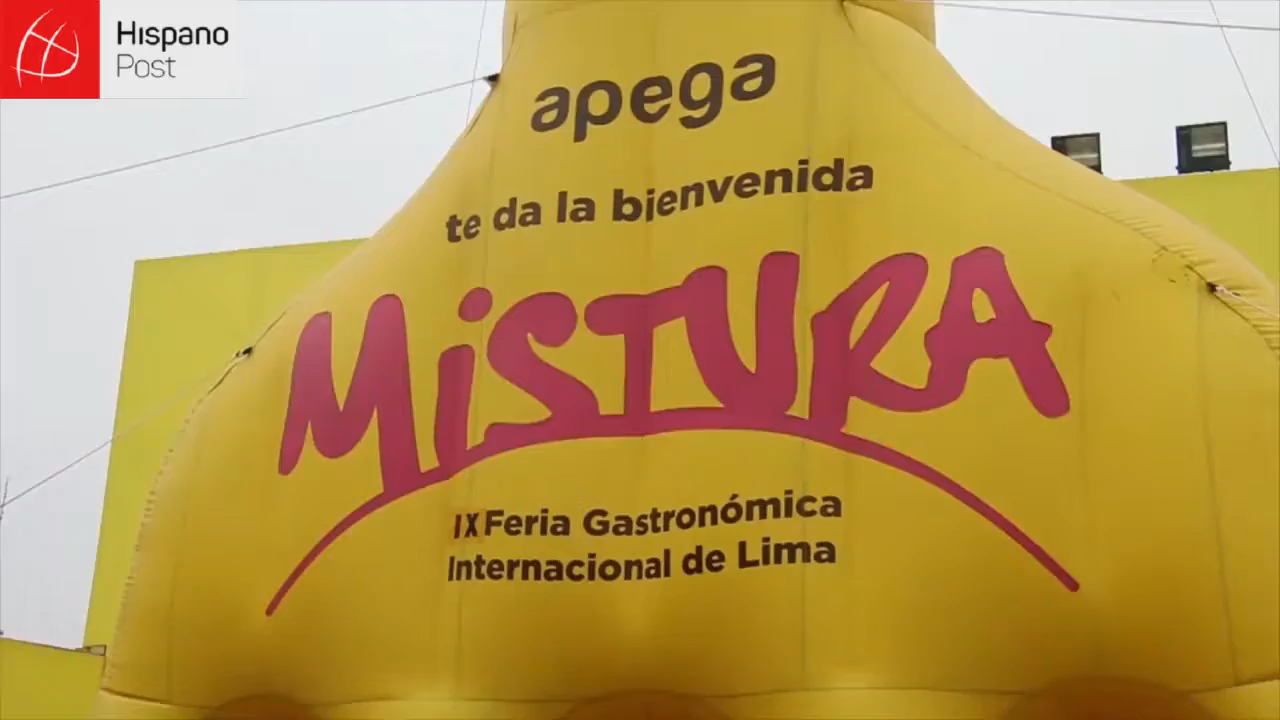 Hispano
Post
apega
te da la bienvenida
MiSTURA
IX Feria Gastronómica
Internacional de Lima